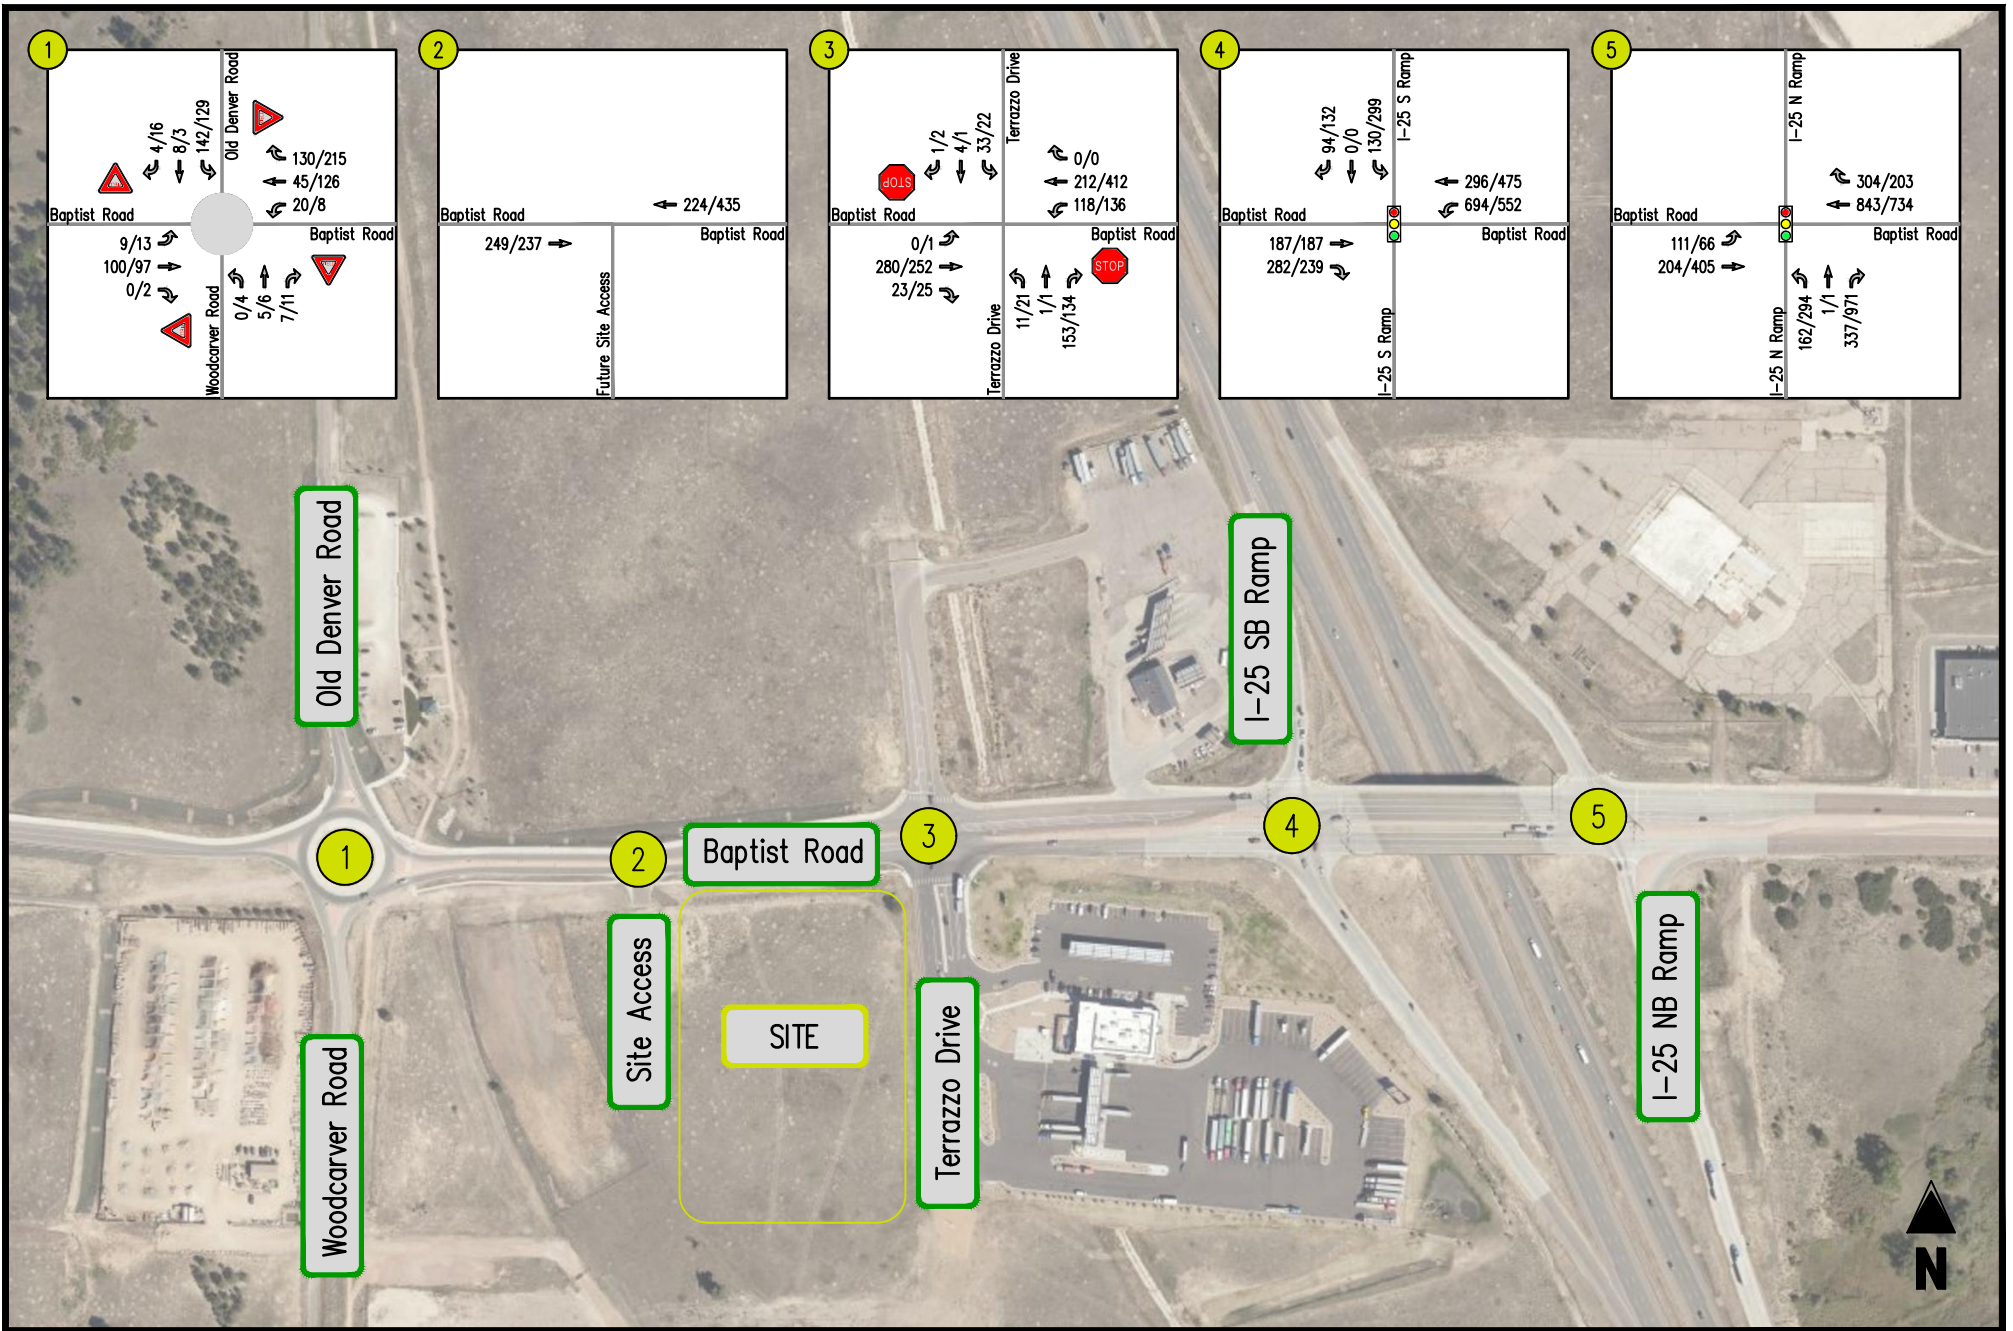 1
Old Denver Road
4/16
8/3
142/129
130/215
45/126
20/8
Baptist Road
Baptist Road
9/13
100/97
0/2
0/4
5/6
7/11
Woodcarver Road
2
224/435
Baptist Road
Baptist Road
249/237
Future Site Access
3
Terrazzo Drive
1/2
4/1
33/22
0/0
212/412
118/136
STOP
Baptist Road
Baptist Road
0/1
280/252
23/25
11/21
1/1
153/134
STOP
Terrazzo Drive
4
I-25 S Ramp
94/132
0/0
130/299
296/475
694/552
Baptist Road
Baptist Road
187/187
282/239
I-25 S Ramp
5
I-25 N Ramp
304/203
843/734
Baptist Road
Baptist Road
111/66
204/405
162/294
1/1
337/971
I-25 N Ramp
Old Denver Road
I-25 SB Ramp
1
2
Baptist Road
3
4
5
Site Access
SITE
Terrazzo Drive
I-25 NB Ramp
Woodcarver Road
N